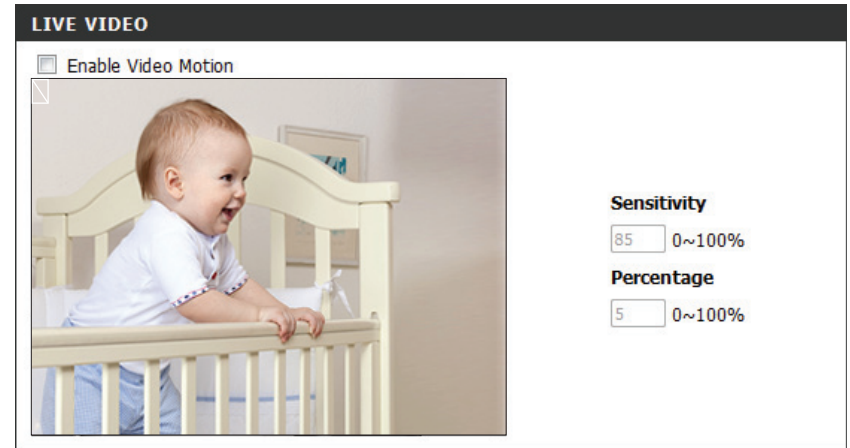 LIVE VIDEO
Enable Video Motion
Sensitivity
85 0~100%
Percentage
5 0~100%